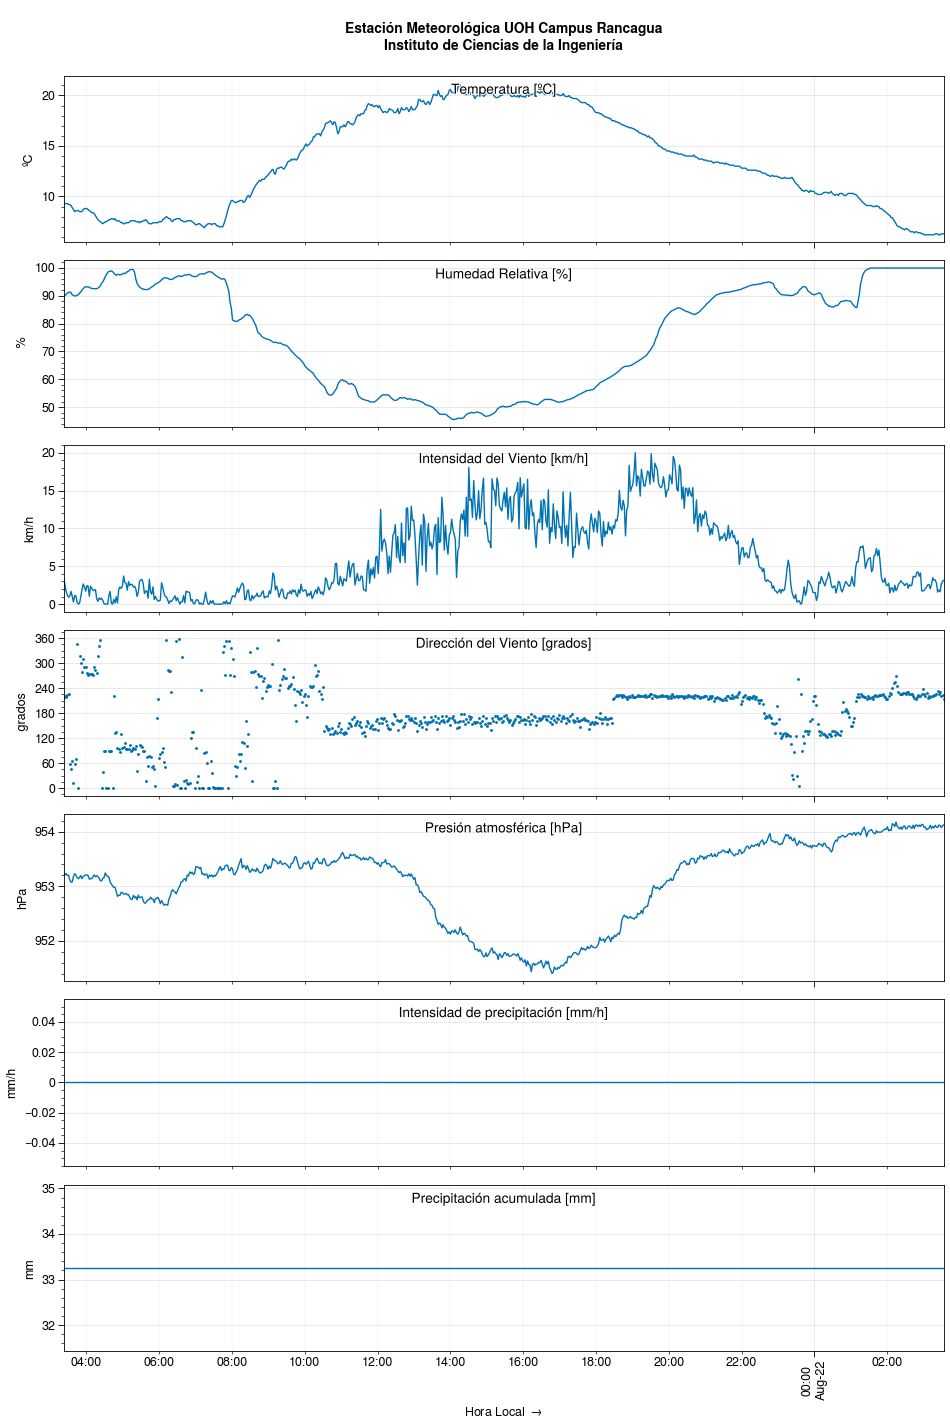 Estación Meteorológica UOH Campus Rancagua
Instituto de Ciencias de la Ingeniería
Temperatura [ºC]
20
15
10
ºC
Humedad Relativa [%]
100
90
80
70
60
50
%
Intensidad del Viento [km/h]
20
15
10
5
0
km/h
Dirección del Viento [grados]
360
300
240
180
120
60
0
grados
Presión atmosférica [hPa]
954
953
952
hPa
Intensidad de precipitación [mm/h]
0.04
0.02
0
−0.02
−0.04
mm/h
Precipitación acumulada [mm]
35
34
33
32
mm
04:00 06:00 08:00 10:00 12:00 14:00 16:00 18:00 20:00 22:00 00:00 02:00
Aug-22
Hora Local →